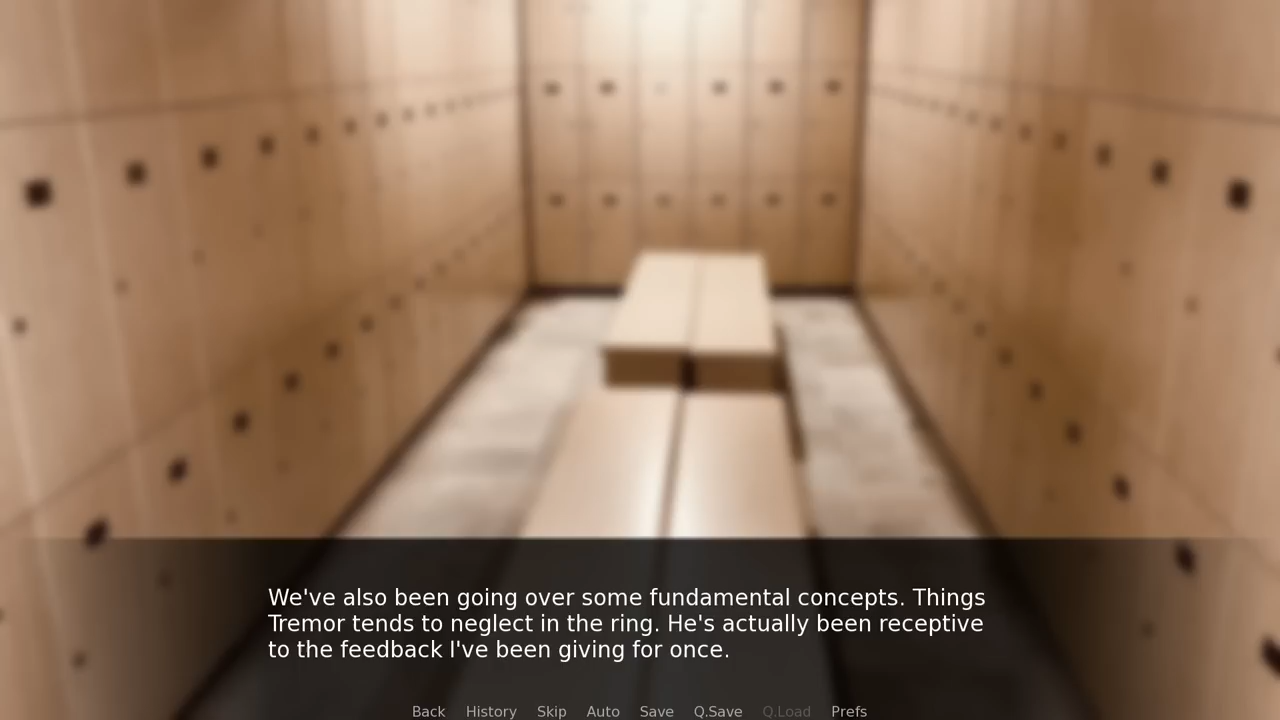 We've also been going over some fundamental concepts. Things
Tremor tends to neglect in the ring. He's actually been receptive
to the feedback I've been giving for once.
Back History Skip Auto Save Q.Save Q.Load Prefs